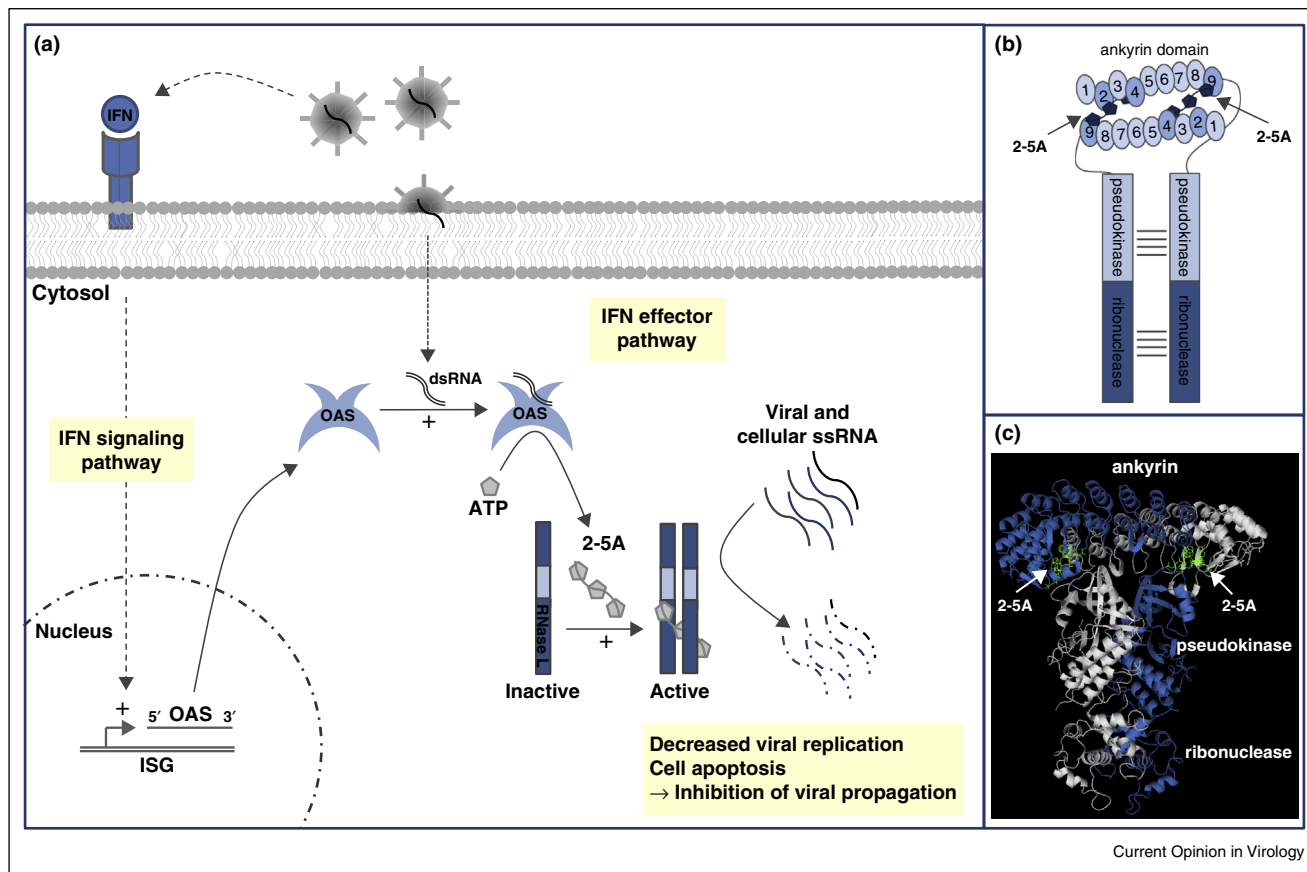 (a)
IFN
Cytosol
IFN effector
pathway
dsRNA
OAS
+
OAS
Viral and
cellular ssRNA
IFN signaling
pathway
ATP
2-5A
RNase L
+
Inactive
Active
Nucleus
+
5′ OAS 3′
ISG
Decreased viral replication
Cell apoptosis
→ Inhibition of viral propagation
(b)
ankyrin domain
1 2 3 4 5 6 7 8 9
9 8 7 6 5 4 3 2 1
2-5A
2-5A
pseudokinase
pseudokinase
ribonuclease
ribonuclease
(c)
ankyrin
2-5A
2-5A
pseudokinase
ribonuclease
Current Opinion in Virology